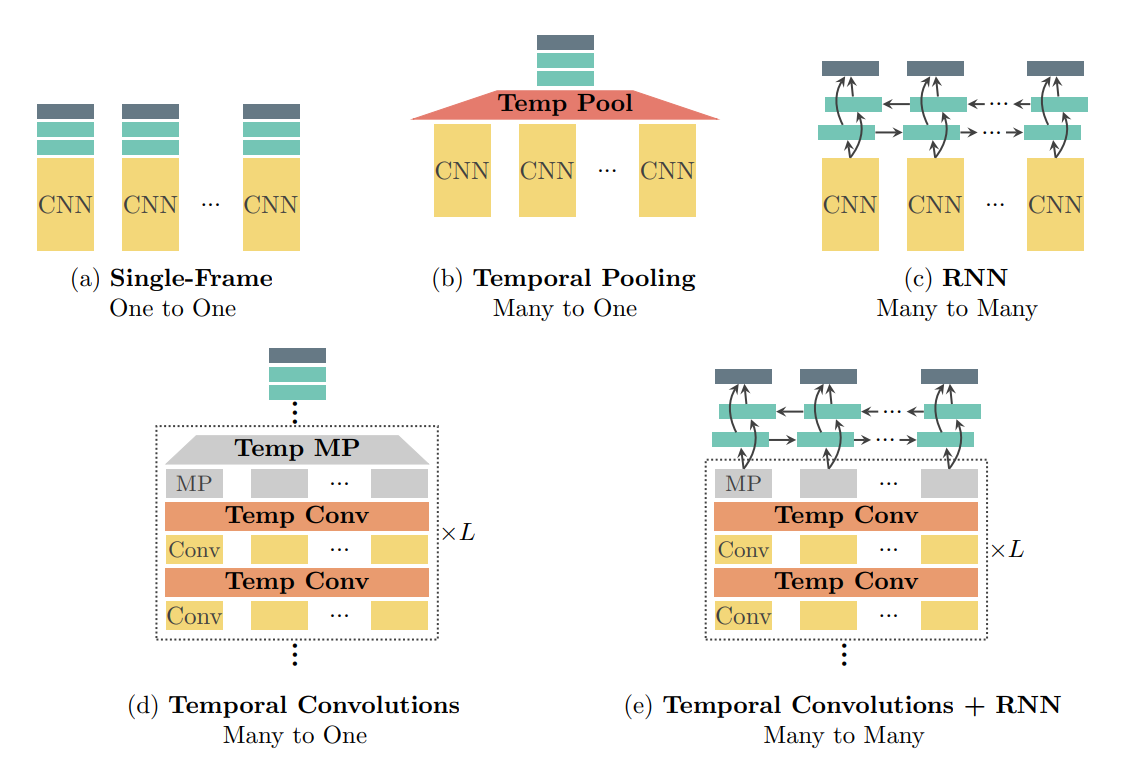 Temp Pool
CNN CNN ... CNN
CNN CNN ... CNN
... 
...
CNN CNN ... CNN
(a) Single-Frame
One to One
(b) Temporal Pooling
Many to One
(c) RNN
Many to Many
Temp MP
MP ...
Temp Conv
Conv ...
Temp Conv
Conv ...
×L
(d) Temporal Convolutions
Many to One
...
...
MP ...
Temp Conv
Conv ...
Temp Conv
Conv ...
×L
(e) Temporal Convolutions + RNN
Many to Many